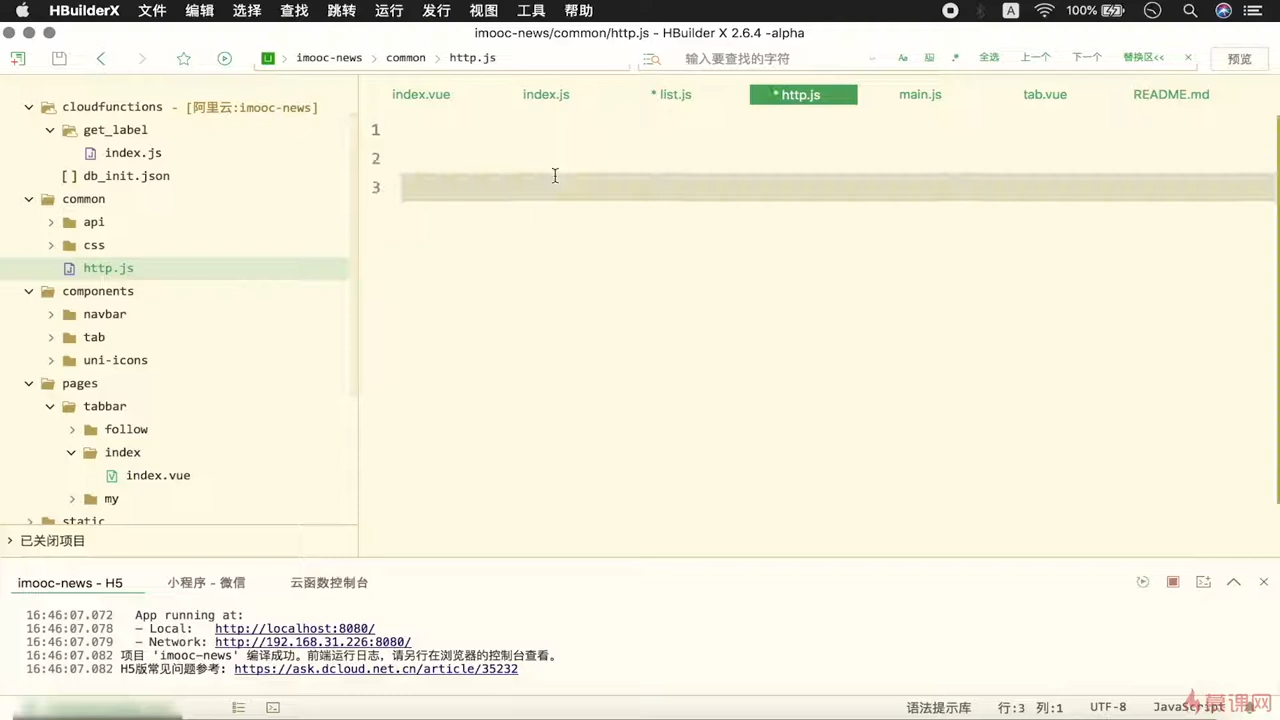 HBuilderX 文件 编辑 选择 查找 跳转 运行 发行 视图 工具 帮助 A 100%
imooc-news/common/http.js - HBuilder X 2.6.4 -alpha
imooc-news common http.js 输入要查找的字符 Aa .* 全选 上一个 下一个 替换区<< 预览
index.vue index.js * list.js * http.js main.js tab.vue README.md
cloudfunctions - [阿里云:imooc-news]
get_label
index.js
[ ] db_init.json
common
api
css
http.js
components
navbar
tab
uni-icons
pages
tabbar
follow
index
index.vue
my
static
已关闭项目
1
2
3
imooc-news - H5 小程序 - 微信 云函数控制台
16:46:07.072 App running at:
16:46:07.078 – Local: http://localhost:8080/
16:46:07.079 – Network: http://192.168.31.226:8080/
16:46:07.082 项目 'imooc-news' 编译成功。前端运行日志，请另行在浏览器的控制台查看。
16:46:07.082 H5版常见问题参考: https://ask.dcloud.net.cn/article/35232
语法提示库 行:3 列:1 UTF-8 JavaScript
慕课网